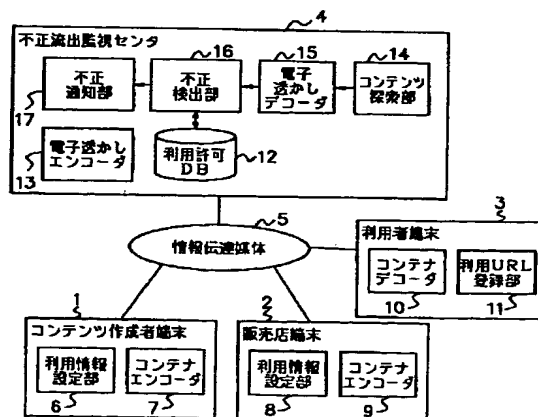 4
不正流出監視センタ
16
15
14
不正
通知部
不正
検出部
電子
透かし
デコーダ
コンテンツ
探索部
17
電子透かし
エンコーダ
13
利用許可
DB
12
5
情報伝達媒体
3
利用者端末
コンテナ
デコーダ
利用URL
登録部
10
11
1
コンテンツ作成者端末
利用情報
設定部
コンテナ
エンコーダ
6
7
2
販売店端末
利用情報
設定部
コンテナ
エンコーダ
8
9